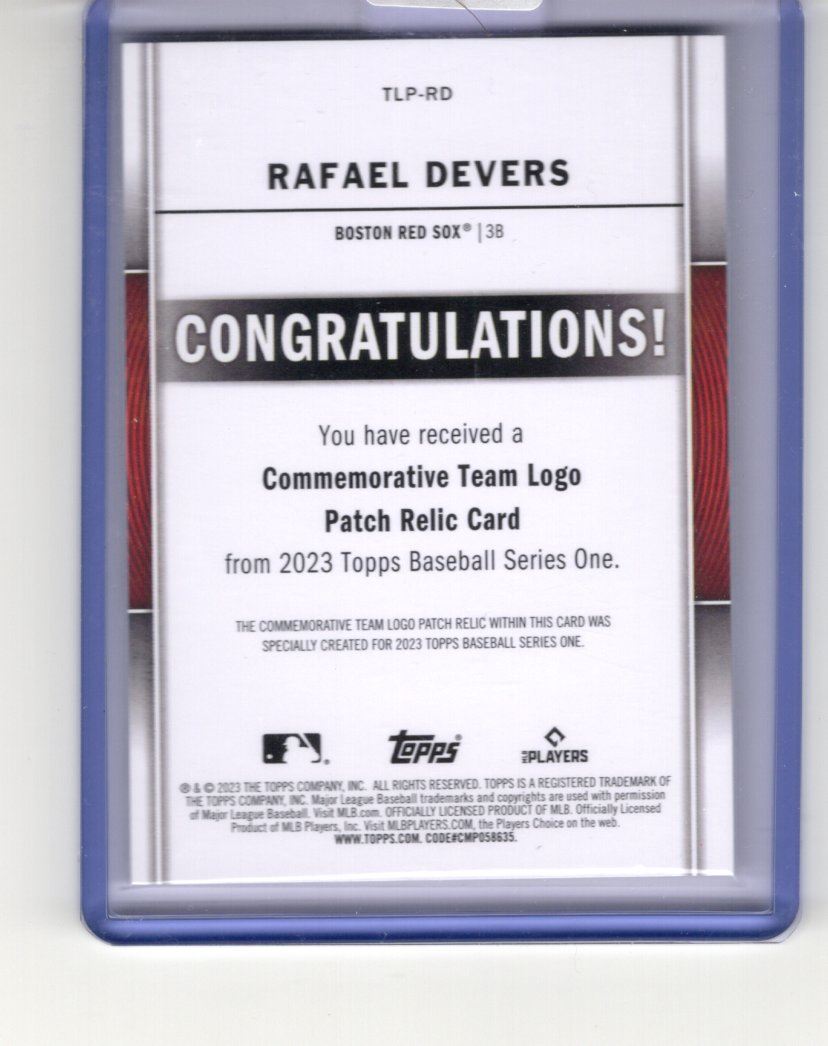 TLP-RD
RAFAEL DEVERS
BOSTON RED SOX® | 3B
CONGRATULATIONS!
You have received a
Commemorative Team Logo
Patch Relic Card
from 2023 Topps Baseball Series One.
THE COMMEMORATIVE TEAM LOGO PATCH RELIC WITHIN THIS CARD WAS
SPECIALLY CREATED FOR 2023 TOPPS BASEBALL SERIES ONE.
Topps® MLB PLAYERS
® & © 2023 THE TOPPS COMPANY, INC. ALL RIGHTS RESERVED. TOPPS IS A REGISTERED TRADEMARK OF
THE TOPPS COMPANY, INC. Major League Baseball trademarks and copyrights are used with permission
of Major League Baseball. Visit MLB.com. OFFICIALLY LICENSED PRODUCT OF MLB. Officially Licensed
Product of MLB Players, Inc. Visit MLBPLAYERS.COM, the Players Choice on the web.
WWW.TOPPS.COM. CODE#CMP058635.